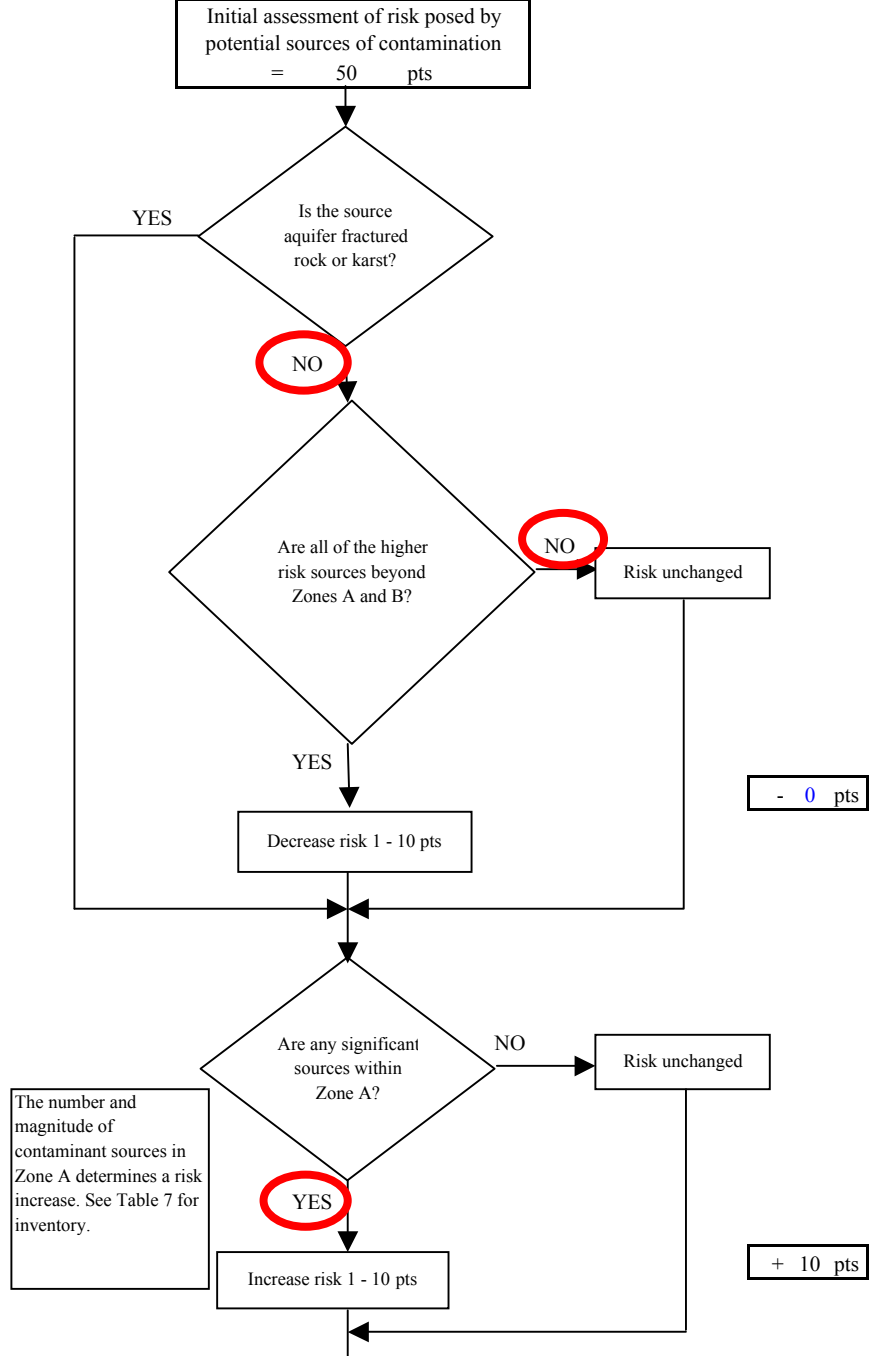 Initial assessment of risk posed by
potential sources of contamination
= 50 pts
YES
Is the source
aquifer fractured
rock or karst?
NO
Are all of the higher
risk sources beyond
Zones A and B?
NO
Risk unchanged
YES
- 0 pts
Decrease risk 1 - 10 pts
Are any significant
sources within
Zone A?
NO
Risk unchanged
The number and
magnitude of
contaminant sources in
Zone A determines a risk
increase. See Table 7 for
inventory.
YES
+ 10 pts
Increase risk 1 - 10 pts